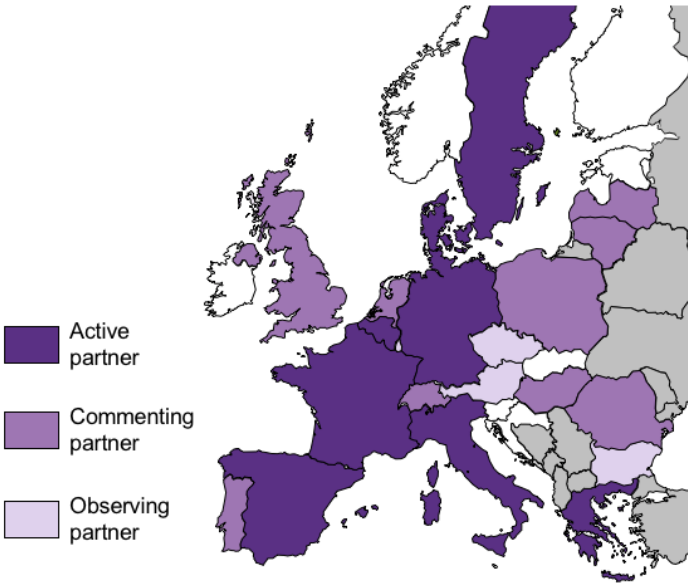 Active
partner
Commenting
partner
Observing
partner